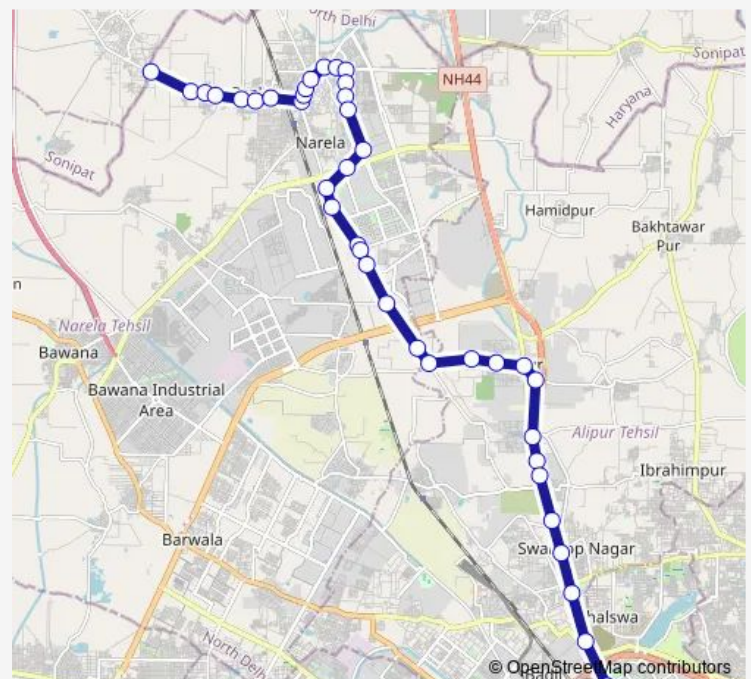 North Delhi
NH44
Sonipat
Haryana
Narela
Sonipat
Hamidpur
Bakhtawar
Pur
Narela Tehsil
Bawana
Bawana Industrial
Area
Alipur Tehsil
Ibrahimpur
Barwala
Nagar
North Delhi
© OpenStreetMap contributors